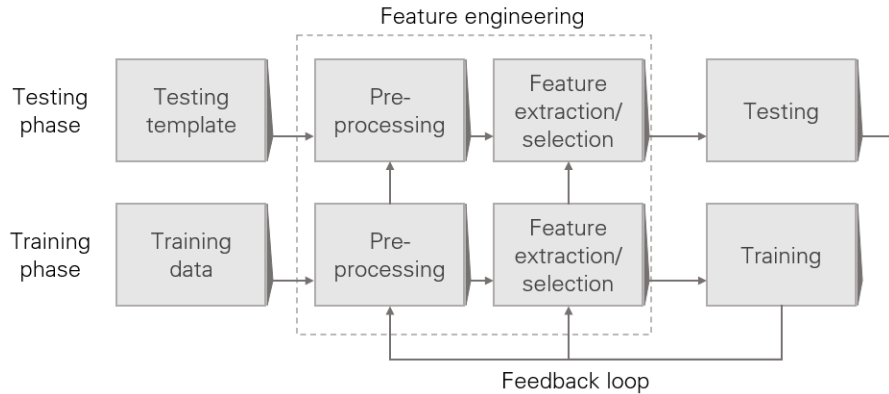 Feature engineering
Testing
phase
Testing
template
Pre-
processing
Feature
extraction/
selection
Testing
Training
phase
Training
data
Pre-
processing
Feature
extraction/
selection
Training
Feedback loop